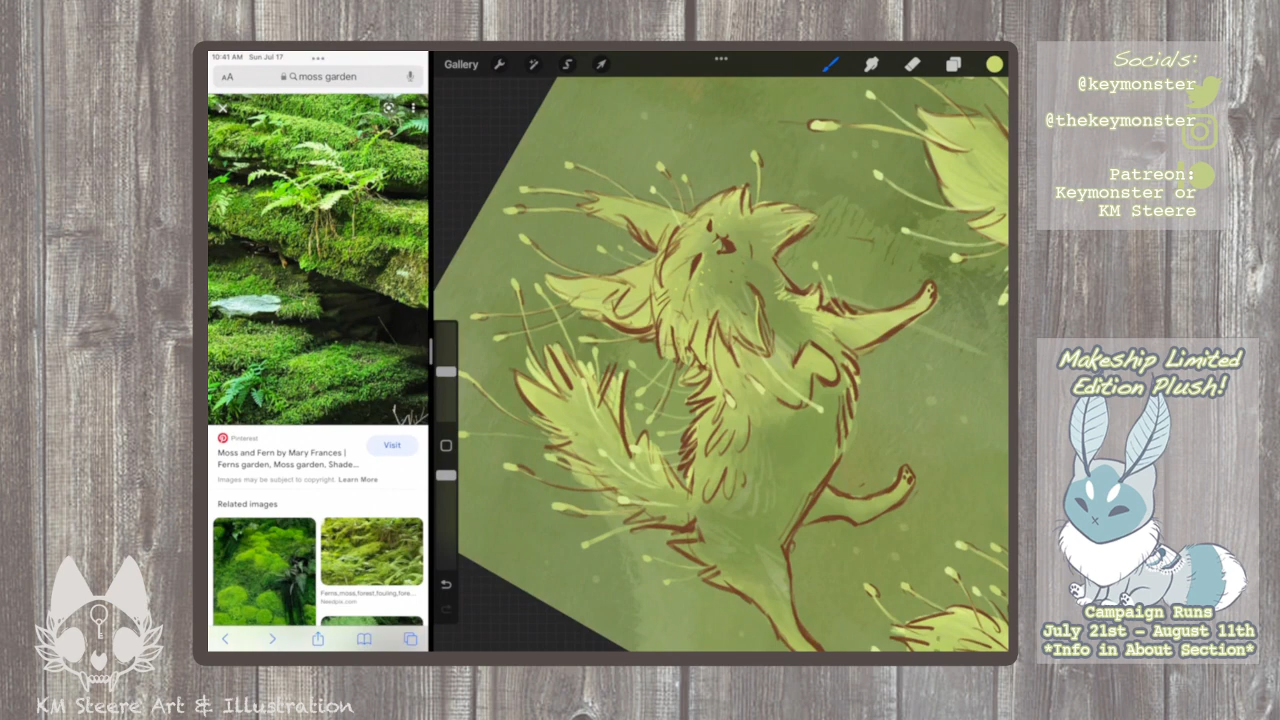 10:41 AM Sun Jul 17
AA
moss garden
Pinterest
Visit
Moss and Fern by Mary Frances |
Ferns garden, Moss garden, Shade...
Images may be subject to copyright. Learn More
Related images
Ferns,moss,forest,fouling,fore...
Needpix.com
Gallery
Socials:
@keymonster
@thekeymonster
Patreon:
Keymonster or
KM Steere
Makeship Limited
Edition Plush!
Campaign Runs
July 21st - August 11th
*Info in About Section*
KM Steere Art & Illustration